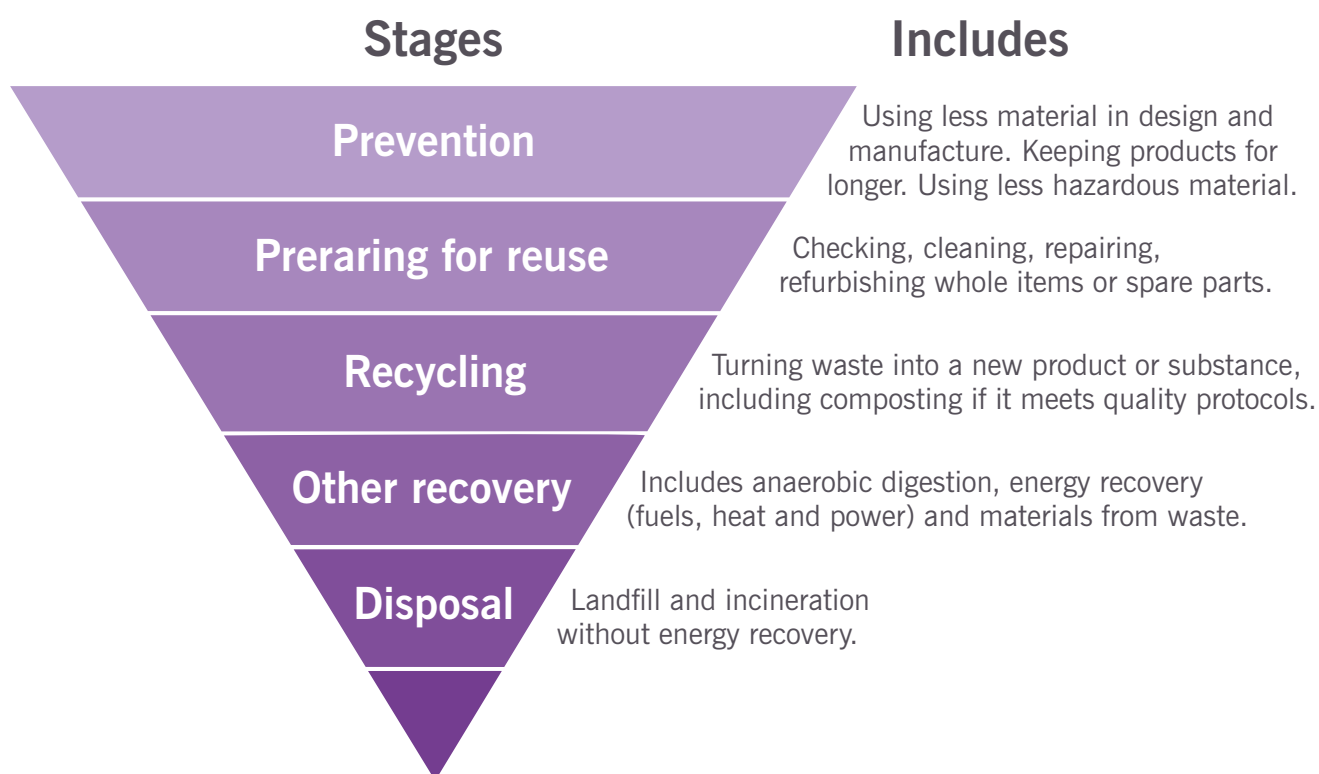 Stages
Includes
Prevention
Using less material in design and
manufacture. Keeping products for
longer. Using less hazardous material.
Preraring for reuse
Checking, cleaning, repairing,
refurbishing whole items or spare parts.
Recycling
Turning waste into a new product or substance,
including composting if it meets quality protocols.
Other recovery
Includes anaerobic digestion, energy recovery
(fuels, heat and power) and materials from waste.
Disposal
Landfill and incineration
without energy recovery.